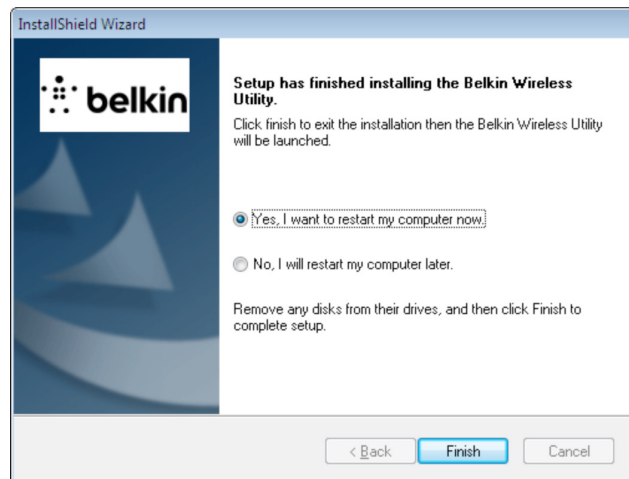 InstallShield Wizard
belkin
Setup has finished installing the Belkin Wireless
Utility.
Click finish to exit the installation then the Belkin Wireless Utility
will be launched.
Yes, I want to restart my computer now.
No, I will restart my computer later.
Remove any disks from their drives, and then click Finish to
complete setup.
< Back Finish Cancel